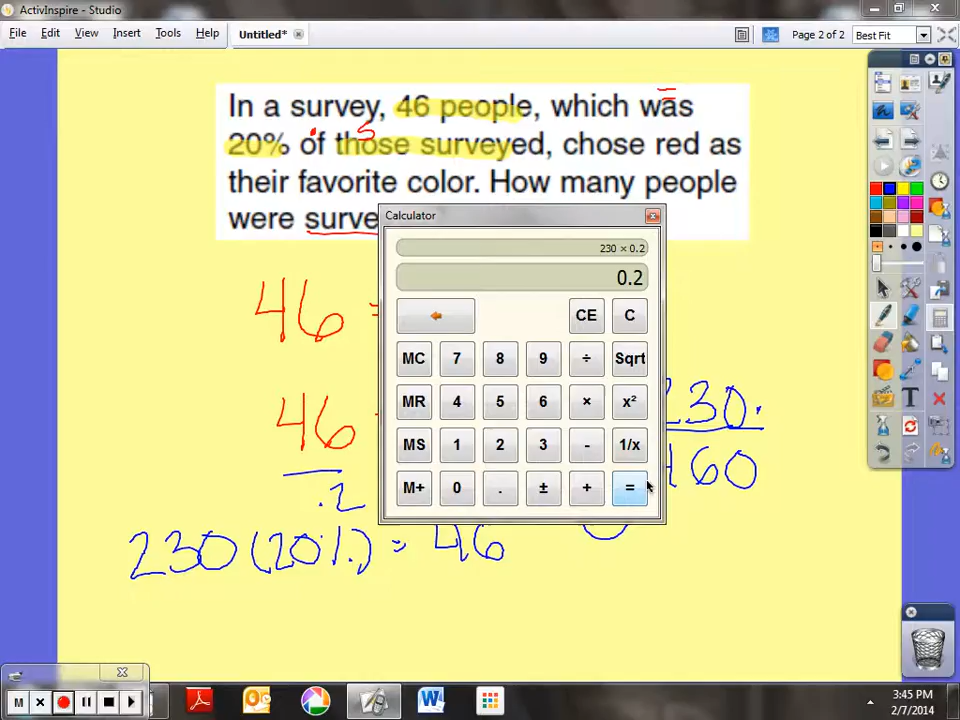 ActivInspire - Studio
File Edit View Insert Tools Help Untitled* Page 2 of 2 Best Fit
In a survey, 46 people, which was
20% of those surveyed, chose red as
their favorite color. How many people
were surve
=
• S
Calculator
230 × 0.2
0.2
CE C
MC 7 8 9 ÷ Sqrt
MR 4 5 6 × x²
MS 1 2 3 - 1/x
M+ 0 . ± + =
46 =
46
.2
230.
460
0
230(20%) = 46
M
3:45 PM
2/7/2014